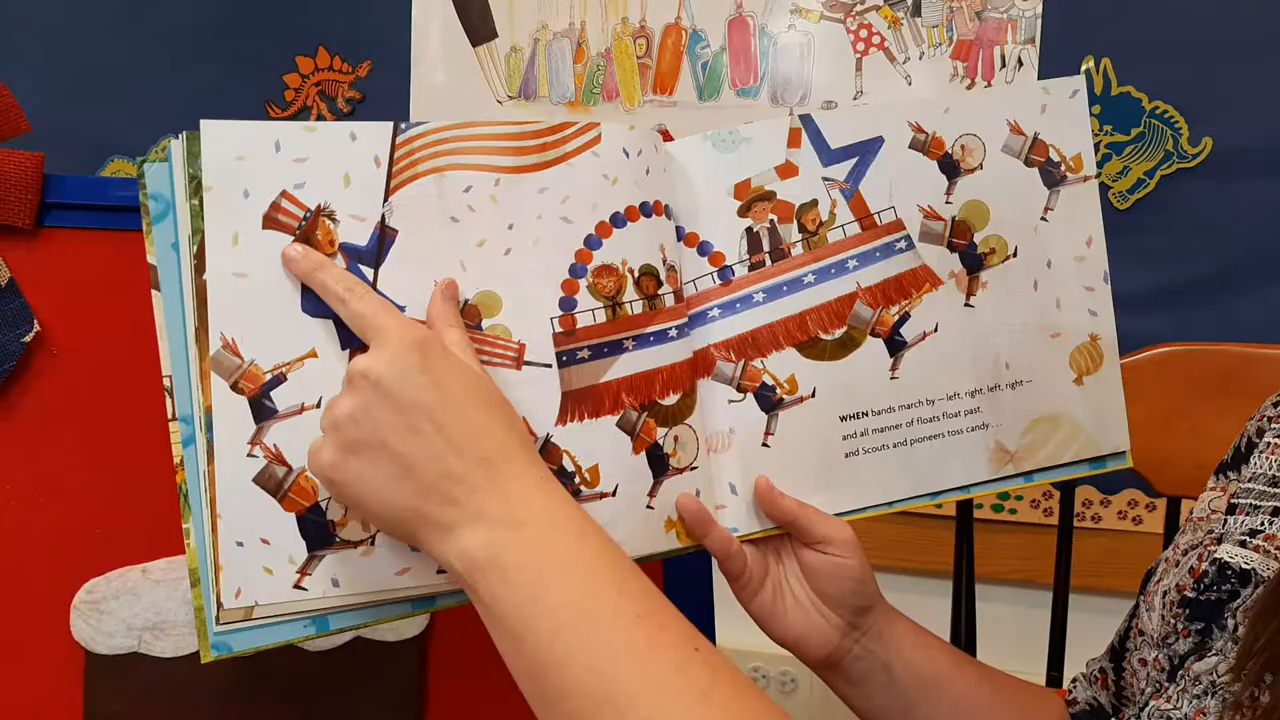 WHEN bands march by — left, right, left, right —
and all manner of floats float past,
and Scouts and pioneers toss candy . . .